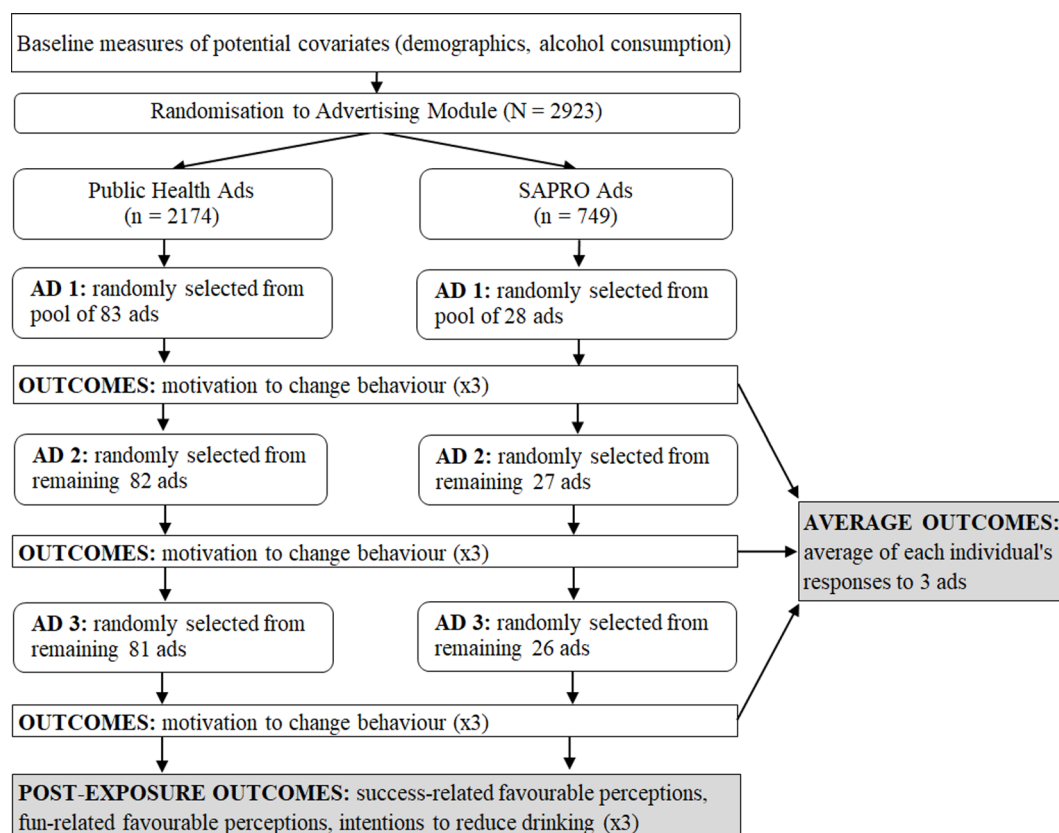 Baseline measures of potential covariates (demographics, alcohol consumption)
Randomisation to Advertising Module (N = 2923)
Public Health Ads
(n = 2174)
SAPRO Ads
(n = 749)
AD 1: randomly selected from
pool of 83 ads
AD 1: randomly selected from
pool of 28 ads
OUTCOMES: motivation to change behaviour (x3)
AD 2: randomly selected from
remaining 82 ads
AD 2: randomly selected from
remaining 27 ads
OUTCOMES: motivation to change behaviour (x3)
AVERAGE OUTCOMES:
average of each individual's
responses to 3 ads
AD 3: randomly selected from
remaining 81 ads
AD 3: randomly selected from
remaining 26 ads
OUTCOMES: motivation to change behaviour (x3)
POST-EXPOSURE OUTCOMES: success-related favourable perceptions,
fun-related favourable perceptions, intentions to reduce drinking (x3)